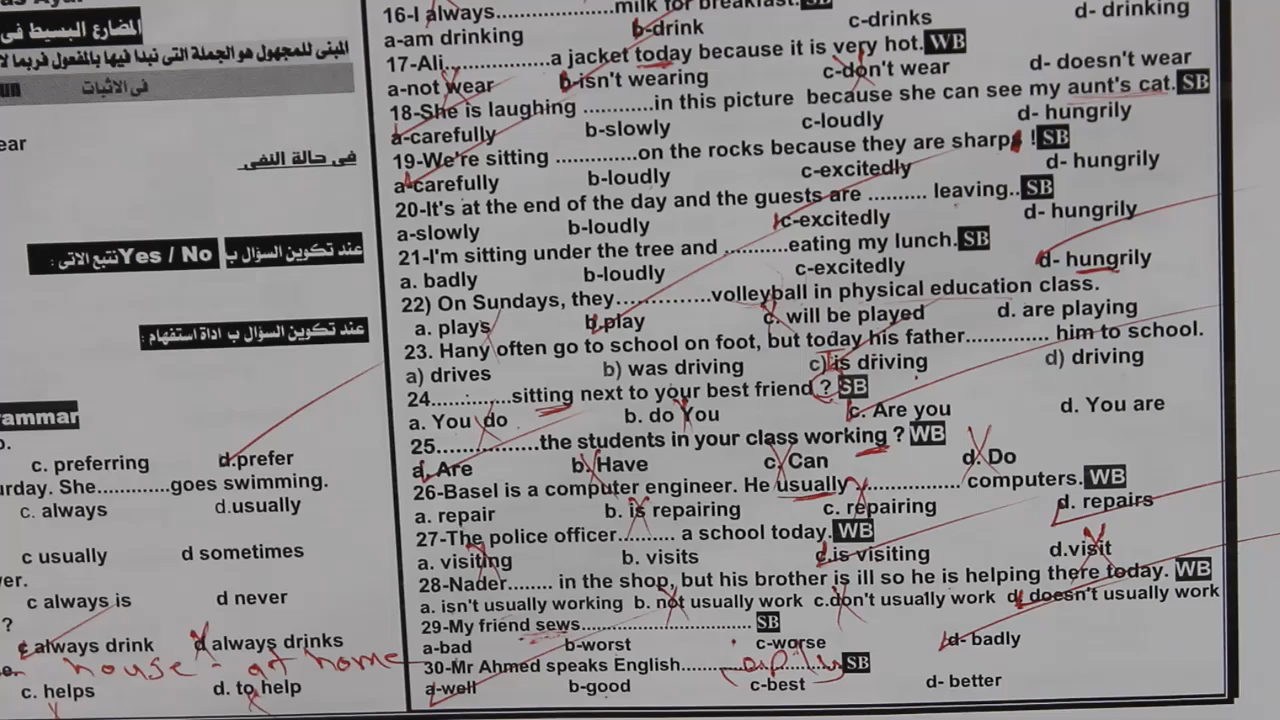 المضارع البسيط فى
المبنى للمجهول هو الجملة التى نبدا فيها بالمفعول فربما لا
فى الاثبات
ear
فى حالة النفى
عند تكوين السؤال ب Yes / No نتبع الاتى :
عند تكوين السؤال ب اداة استفهام :
rammar
c. preferring d.prefer
urday. She............goes swimming.
c. always d.usually
c usually d sometimes
ver.
c always is d never
?
c always drink d always drinks
house - at home
c. helps d. to help
16-I always..................milk for breakfast. SB
a-am drinking b-drink c-drinks d- drinking
17-Ali..................a jacket today because it is very hot. WB
a-not wear b-isn't wearing c-don't wear d- doesn't wear
18-She is laughing ...........in this picture because she can see my aunt's cat. SB
a-carefully b-slowly c-loudly d- hungrily
19-We're sitting .............on the rocks because they are sharp ! SB
a-carefully b-loudly c-excitedly d- hungrily
20-It's at the end of the day and the guests are .......... leaving.. SB
a-slowly b-loudly c-excitedly d- hungrily
21-I'm sitting under the tree and ...........eating my lunch. SB
a. badly b-loudly c-excitedly d- hungrily
22) On Sundays, they...............volleyball in physical education class.
a. plays b.play c. will be played d. are playing
23. Hany often go to school on foot, but today his father.............. him to school.
a) drives b) was driving c) is driving d) driving
24..............sitting next to your best friend ? SB
a. You do b. do You c. Are you d. You are
25..................the students in your class working ? WB
a. Are b. Have c. Can d. Do
26-Basel is a computer engineer. He usually ................ computers. WB
a. repair b. is repairing c. repairing d. repairs
27-The police officer.......... a school today. WB
a. visiting b. visits c.is visiting d.visit
28-Nader........ in the shop, but his brother is ill so he is helping there today. WB
a. isn't usually working b. not usually work c.don't usually work d. doesn't usually work
29-My friend sews............................. SB
a-bad b-worst c-worse d- badly
30-Mr Ahmed speaks English........................... SB
a-well b-good c-best d- better